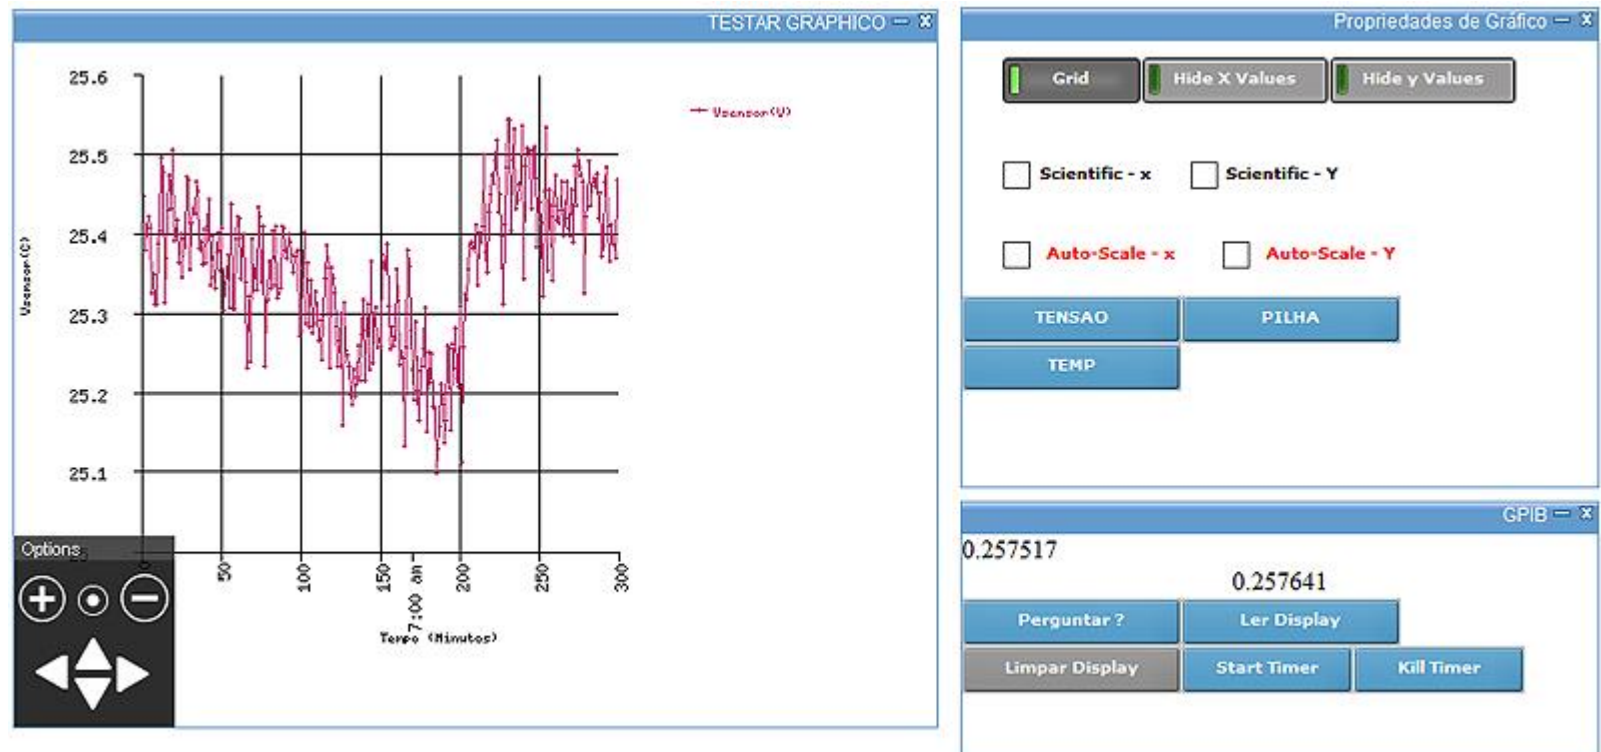 TESTAR GRAPHICO
25.6
25.5
25.4
25.3
25.2
25.1
Vsensor(C)
Vsensor(V)
0
50
100
150
7:00 am
200
250
300
Tempo (Minutos)
Options
Propriedades de Gráfico
Grid
Hide X Values
Hide y Values
Scientific - x
Scientific - Y
Auto-Scale - x
Auto-Scale - Y
TENSAO
PILHA
TEMP
GPIB
0.257517
0.257641
Perguntar ?
Ler Display
Limpar Display
Start Timer
Kill Timer